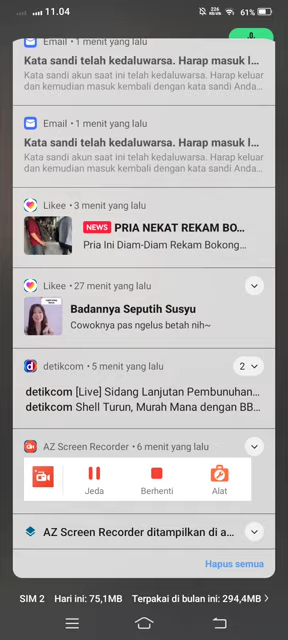 11.04
226
KB/s
61%
Email • 1 menit yang lalu
Kata sandi telah kedaluwarsa. Harap masuk l...
Kata sandi akun saat ini telah kedaluwarsa. Harap keluar
dan kemudian masuk kembali dengan kata sandi Anda...
Email • 1 menit yang lalu
Kata sandi telah kedaluwarsa. Harap masuk l...
Kata sandi akun saat ini telah kedaluwarsa. Harap keluar
dan kemudian masuk kembali dengan kata sandi Anda...
Likee • 3 menit yang lalu
NEWS PRIA NEKAT REKAM BO...
Pria Ini Diam-Diam Rekam Bokong...
Likee • 27 menit yang lalu
Badannya Seputih Susyu
Cowoknya pas ngelus betah nih~
d detikcom • 5 menit yang lalu 2
detikcom [Live] Sidang Lanjutan Pembunuhan...
detikcom Shell Turun, Murah Mana dengan BB...
AZ Screen Recorder • 6 menit yang lalu
Jeda Berhenti Alat
AZ Screen Recorder ditampilkan di a...
Hapus semua
SIM 2 Hari ini: 75,1MB Terpakai di bulan ini: 294,4MB >